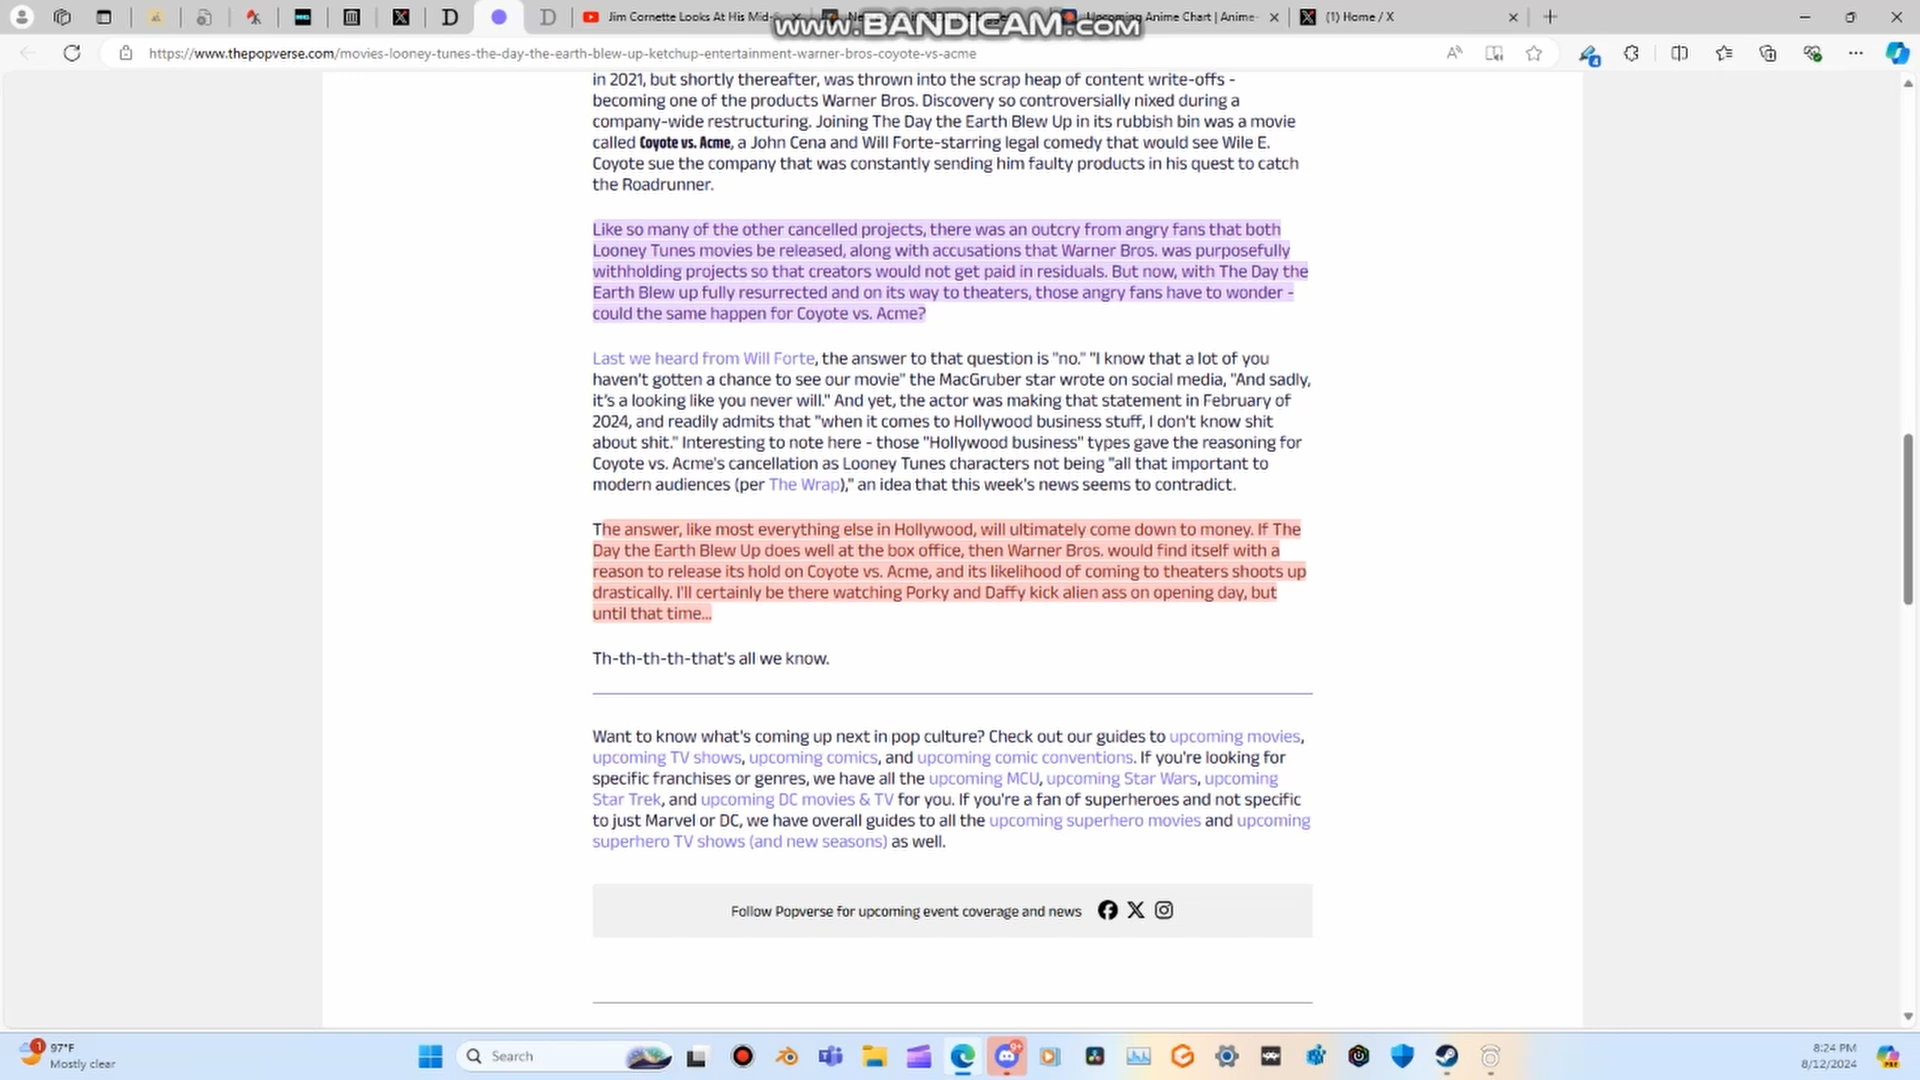 Jim Cornette Looks At His Mid-S
Upcoming Anime Chart | Anime-
(1) Home / X
www.BANDICAM.com
https://www.thepopverse.com/movies-looney-tunes-the-day-the-earth-blew-up-ketchup-entertainment-warner-bros-coyote-vs-acme
in 2021, but shortly thereafter, was thrown into the scrap heap of content write-offs -
becoming one of the products Warner Bros. Discovery so controversially nixed during a
company-wide restructuring. Joining The Day the Earth Blew Up in its rubbish bin was a movie
called Coyote vs. Acme, a John Cena and Will Forte-starring legal comedy that would see Wile E.
Coyote sue the company that was constantly sending him faulty products in his quest to catch
the Roadrunner.
Like so many of the other cancelled projects, there was an outcry from angry fans that both
Looney Tunes movies be released, along with accusations that Warner Bros. was purposefully
withholding projects so that creators would not get paid in residuals. But now, with The Day the
Earth Blew up fully resurrected and on its way to theaters, those angry fans have to wonder -
could the same happen for Coyote vs. Acme?
Last we heard from Will Forte, the answer to that question is "no." "I know that a lot of you
haven't gotten a chance to see our movie" the MacGruber star wrote on social media, "And sadly,
it's a looking like you never will." And yet, the actor was making that statement in February of
2024, and readily admits that "when it comes to Hollywood business stuff, I don't know shit
about shit." Interesting to note here - those "Hollywood business" types gave the reasoning for
Coyote vs. Acme's cancellation as Looney Tunes characters not being "all that important to
modern audiences (per The Wrap)," an idea that this week's news seems to contradict.
The answer, like most everything else in Hollywood, will ultimately come down to money. If The
Day the Earth Blew Up does well at the box office, then Warner Bros. would find itself with a
reason to release its hold on Coyote vs. Acme, and its likelihood of coming to theaters shoots up
drastically. I'll certainly be there watching Porky and Daffy kick alien ass on opening day, but
until that time...
Th-th-th-th-that's all we know.
Want to know what's coming up next in pop culture? Check out our guides to upcoming movies,
upcoming TV shows, upcoming comics, and upcoming comic conventions. If you're looking for
specific franchises or genres, we have all the upcoming MCU, upcoming Star Wars, upcoming
Star Trek, and upcoming DC movies & TV for you. If you're a fan of superheroes and not specific
to just Marvel or DC, we have overall guides to all the upcoming superhero movies and upcoming
superhero TV shows (and new seasons) as well.
Follow Popverse for upcoming event coverage and news
97°F
Mostly clear
Search
8:24 PM
8/12/2024